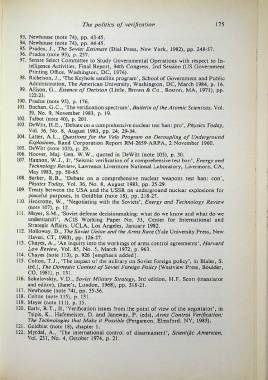 The politics of verification 175
93. Newhouse (note 74), pp. 43-45.
94. Newhouse (note 74), pp. 44-45.
95. Prados, J., The Soviet Estimate (Dial Press, New York, 1982), pp. 248-57.
96. Prados (note 95), p. 257.
97. Senate Select Committee to Study Governmental Operations with respect to Intelligence Activities, Final Report, 94th Congress, 2nd Session (US Government
Printing Office, Washington, DC, 1976).
98. Richelson, J., 'The Keyhole satellite program', School of Government and Public
Administration, The American University, Washington, DC, March 1984, p. 16.
99. Allison, G., Essence of Decision (Little, Brown & Co., Boston, MA, 1971), pp.
122-23.
100. Prados (note 95), p. 176.
101. Buchan, G.C., 'The verification spectrum', Bulletin of the Atomic Scientists, Vol.
39, No. 9, November 1983, p. 19.
102. Talbot (note 40), p. 201.
103. DeWitt, H.E., 'Debate on a comprehensive nuclear test ban: pro', Physics Today,
Vol. 36, No. 8, August 1983, pp. 24, 29-34.
104. Latter, A.L., Questions for the Vela Program on Decoupling of Underground
Explosions, Rand Corporation Report RM-2659-ARPA, 2 November 1960.
105. DeWitt (note 103), p. 29.
106. Hoover, Maj. Gen. W.W., quoted in DeWitt (note 103), p. 30.
107. Hannon, W.J., Jr, 'Seismic verification of a comprehensive test ban', Energy and
Technology Review, Lawrence Livermore National Laboratory, Livermore, CA,
May 1983, pp. 50-65.
108. Barker, R.B., 'Debate on a comprehensive nuclear weapons test ban: con',
Physics Today, Vol. 36, No. 8, August 1983, pp. 25-29.
109. Treaty between the USA and the USSR on underground nuclear explosions for
peaceful purposes, in Goldblat (note 18), pp. 218-27.
110. Heckrotte, W., 'Negotiating with the Soviets', Energy and Technology Review
(note 107), p. 12.
111. Meyer, S.M., 'Soviet defense decisionmaking: what do we know and what do we
understand?', ACIS Working Paper No. 33, Center for International and
Strategic Affairs, UCLA, Los Angeles, January 1982.
112. Holloway, D., The Soviet Union and the Arms Race (Yale University Press, New
Haven, CT, 1983), pp. 126-27.
113. Chayes, A., 'An inquiry into the workings of arms control agreements', Harvard
Law Review, Vol. 85, No. 5, March 1972, p. 963.
114. Chayes (note 113), p. 926 [emphasis added].
115. Colton, T.J., 'The impact of the military on Soviet foreign policy', in Bialer, S.
(ed.), The Domestic Context of Soviet Foreign Policy (Westview Press, Boulder,
CO, 1981), p. 131.
116. Sokolovskiy, V.D., Soviet Military Strategy, 3rd edition, H.F. Scott (translator
and editor), (Jane's, London, 1968), pp. 318-21.
117. Newhouse (note 74), pp. 55-56.
118. Colton (note 115), p. 131.
119. Meyer (note 111), p. 15.
120. Earle, R.T., II, 'Verification issues from the point of view of the negotiator', in
Tsipis, K., Hafemeister, D. and Janeway, P. (eds), Arms Control Verification:
The Technologies that Make it Possible (Pergamon, Elmsford, NY, 1985).
121. Goldblat (note 18), chapter 1.
122. Myrdal, A., 'The international control of disarmament', Scientific American,
Vol. 231, No. 4, October 1974, p. 21.